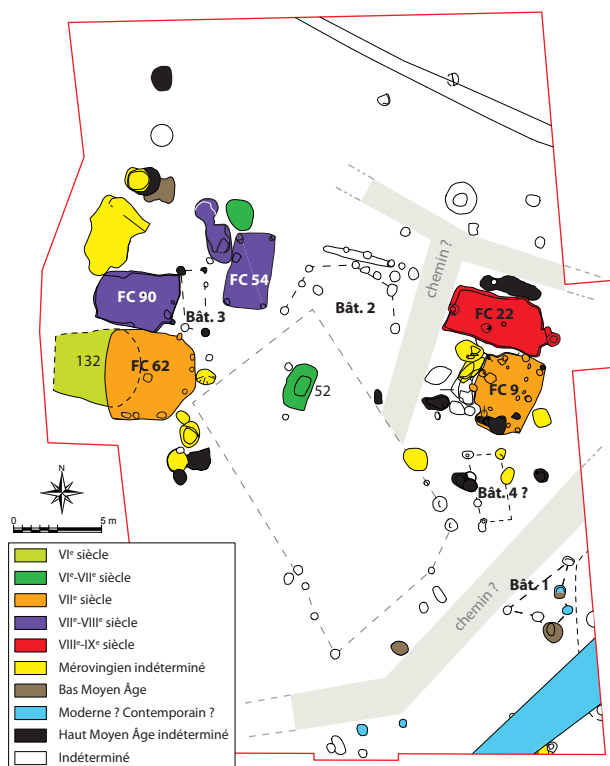 FC 54
FC 90
Bât. 3
Bât. 2
chemin ?
FC 22
132
FC 62
52
FC 9
Bât. 4 ?
N
0 5 m
Bât. 1
chemin ?
VIe siècle
VIe-VIIe siècle
VIIe siècle
VIIe-VIIIe siècle
VIIIe-IXe siècle
Mérovingien indéterminé
Bas Moyen Âge
Moderne ? Contemporain ?
Haut Moyen Âge indéterminé
Indéterminé